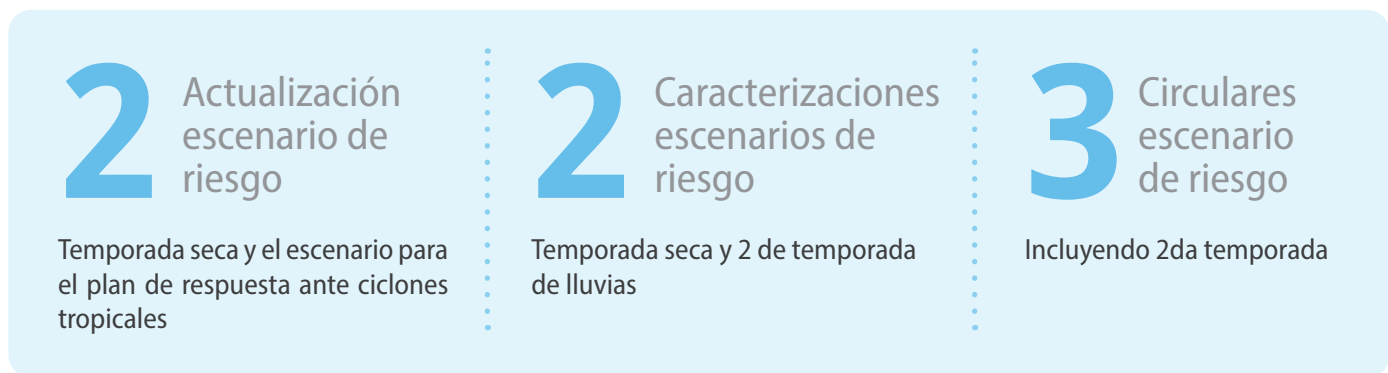 2
Actualización
escenario de
riesgo
Temporada seca y el escenario para
el plan de respuesta ante ciclones
tropicales
2
Caracterizaciones
escenarios de
riesgo
Temporada seca y 2 de temporada
de lluvias
3
Circulares
escenario
de riesgo
Incluyendo 2da temporada